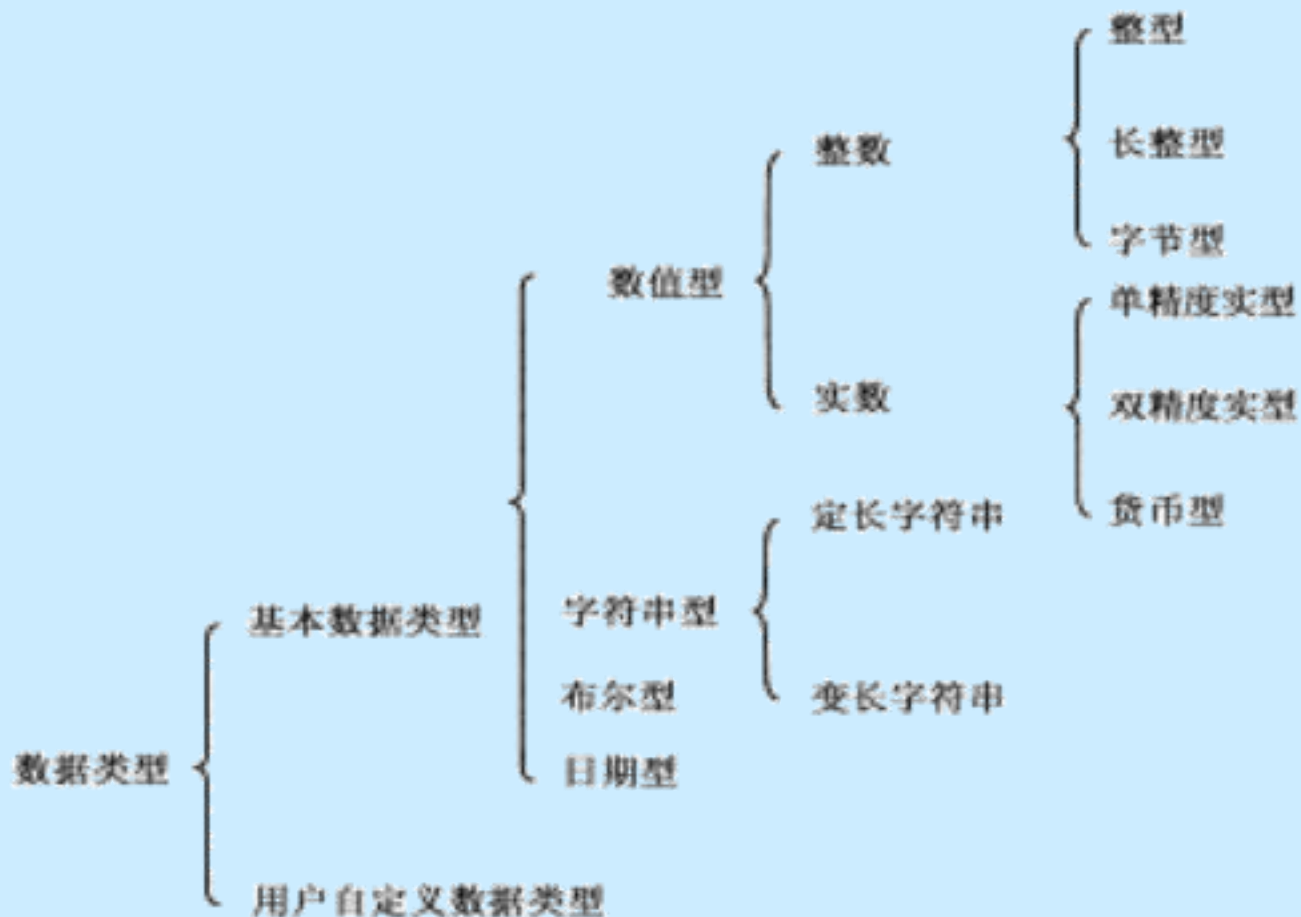 整型
整数
长整型
字节型
数值型
单精度实型
实数
双精度实型
定长字符串
货币型
基本数据类型
字符串型
布尔型
变长字符串
数据类型
日期型
用户自定义数据类型